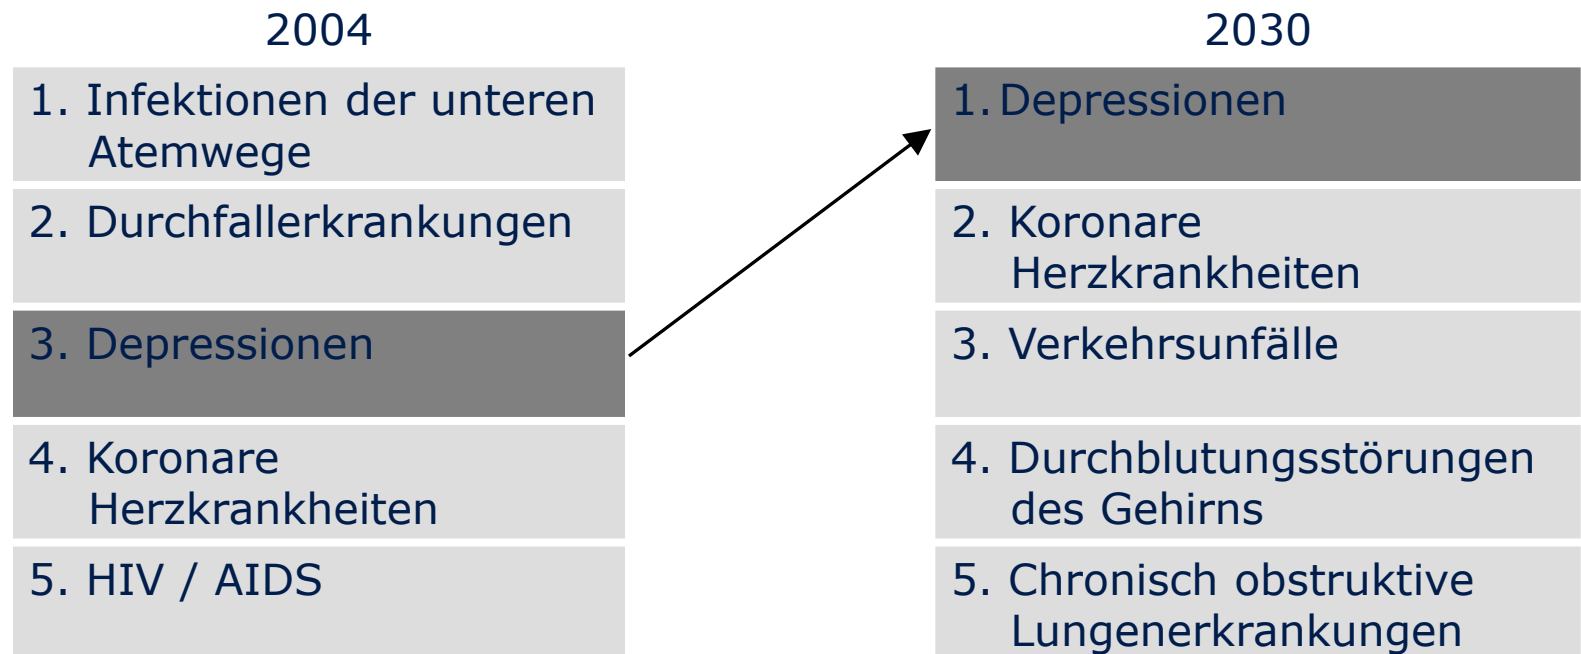 2004
1. Infektionen der unteren
Atemwege
2. Durchfallerkrankungen
3. Depressionen
4. Koronare
Herzkrankheiten
5. HIV / AIDS
2030
1. Depressionen
2. Koronare
Herzkrankheiten
3. Verkehrsunfälle
4. Durchblutungsstörungen
des Gehirns
5. Chronisch obstruktive
Lungenerkrankungen